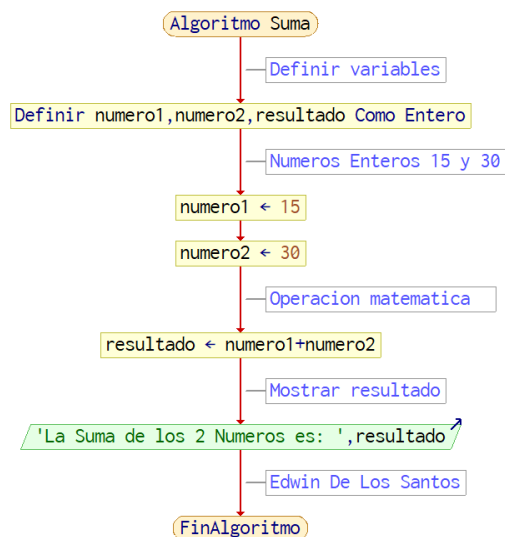 Algoritmo Suma
Definir variables
Definir numero1,numero2,resultado Como Entero
Numeros Enteros 15 y 30
numero1 ← 15
numero2 ← 30
Operacion matematica
resultado ← numero1+numero2
Mostrar resultado
'La Suma de los 2 Numeros es: ',resultado
Edwin De Los Santos
FinAlgoritmo